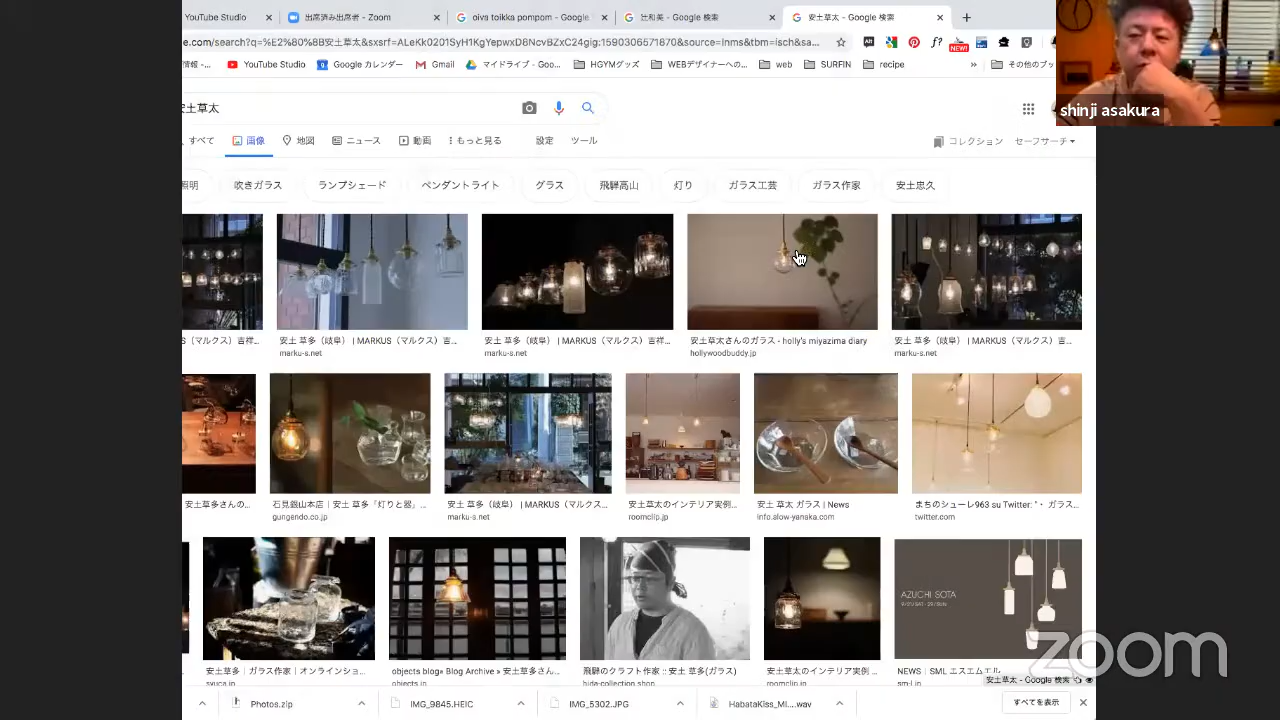 YouTube Studio
出席済み出席者 - Zoom
oiva toikka pompom - Google
辻和美 - Google 検索
安土草太 - Google 検索
YouTube Studio
Google カレンダー
Gmail
マイドライブ - Goo...
HGYMグッズ
WEBデザイナーへの...
web
SURFIN
recipe
»
その他のブッ
shinji asakura
安土草太
すべて
画像
地図
ニュース
動画
もっと見る
設定
ツール
コレクション
セーフサーチ
照明
吹きガラス
ランプシェード
ペンダントライト
グラス
飛騨高山
灯り
ガラス工芸
ガラス作家
安土忠久
安土 草多（岐阜） | MARKUS（マルクス）吉...
marku-s.net
安土 草多（岐阜） | MARKUS（マルクス）吉祥...
marku-s.net
安土草太さんのガラス - holly's miyazima diary
hollywoodbuddy.jp
安土 草多（岐阜） | MARKUS（マルクス）吉祥...
marku-s.net
安土草多さんの...
石見銀山本店｜安土 草多『灯りと器』...
gungendo.co.jp
安土 草多（岐阜） | MARKUS（マルクス...
marku-s.net
安土草太のインテリア実例...
roomclip.jp
安土 草多 ガラス | News
info.alow-yanaka.com
まちのシューレ963 su Twitter: "・ ガラス...
twitter.com
AZUCHI SOTA
安土草多｜ガラス作家｜オンラインショ...
objects blog» Blog Archive » 安土草多さん...
objects.jp
飛騨のクラフト作家 :: 安土 草多(ガラス)
hida-collection.shop
安土草太のインテリア実例...
roomclip.jp
NEWS｜SML エスエムエル
sm-l.jp
安土草太 - Google 検索
zoom
Photos.zip
IMG_9845.HEIC
IMG_5302.JPG
HabataKiss_MI....wav
すべてを表示